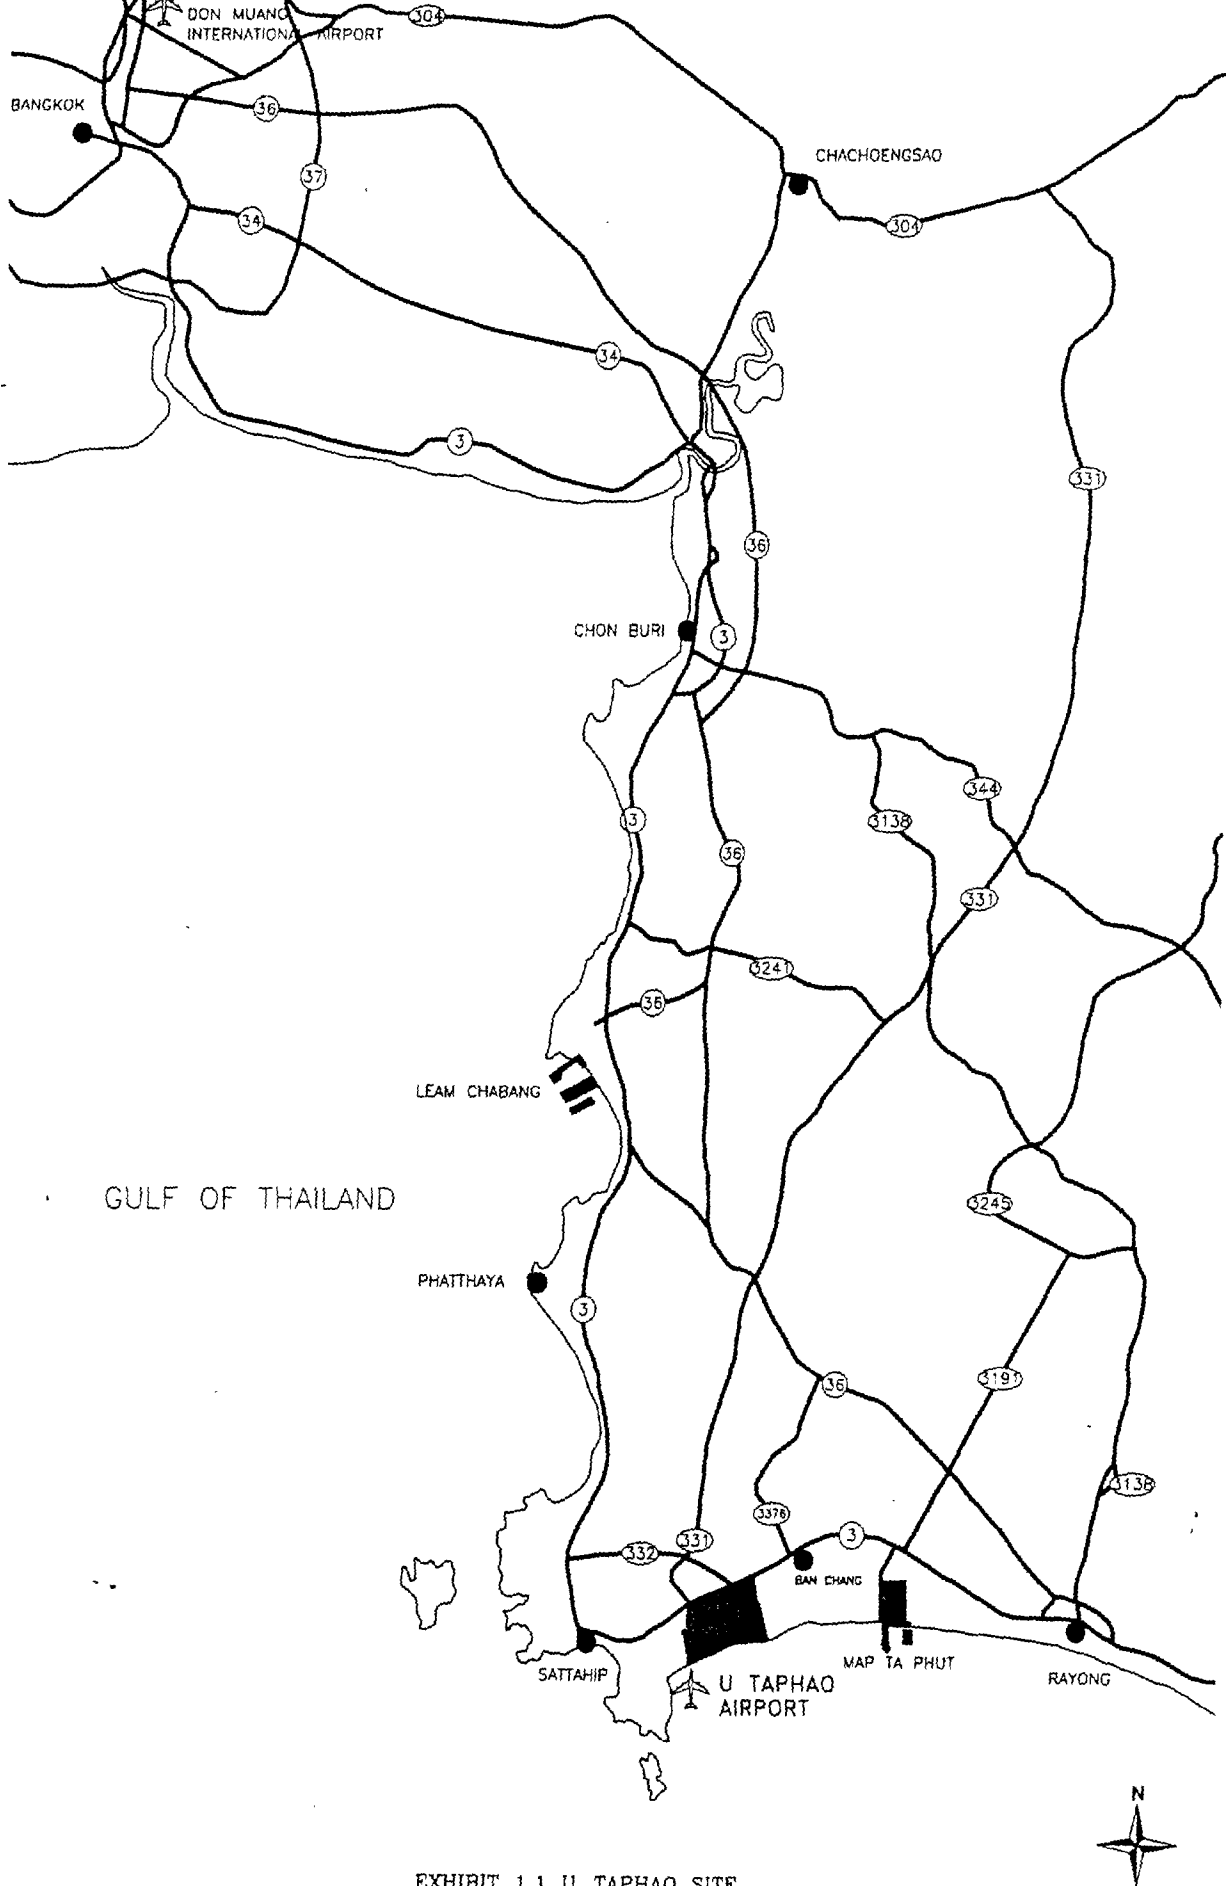 DON MUANG
INTERNATIONAL AIRPORT
304
BANGKOK
36
CHACHOENGSAO
37
34
304
34
3
331
36
CHON BURI
3
344
3
3138
36
331
3241
36
LEAM CHABANG
GULF OF THAILAND
3245
PHATTHAYA
3
36
3191
3138
3376
332
331
3
BAN CHANG
SATTAHIP
MAP TA PHUT
RAYONG
U TAPHAO
AIRPORT
N
EXHIBIT 1.1 U TAPHAO SITE